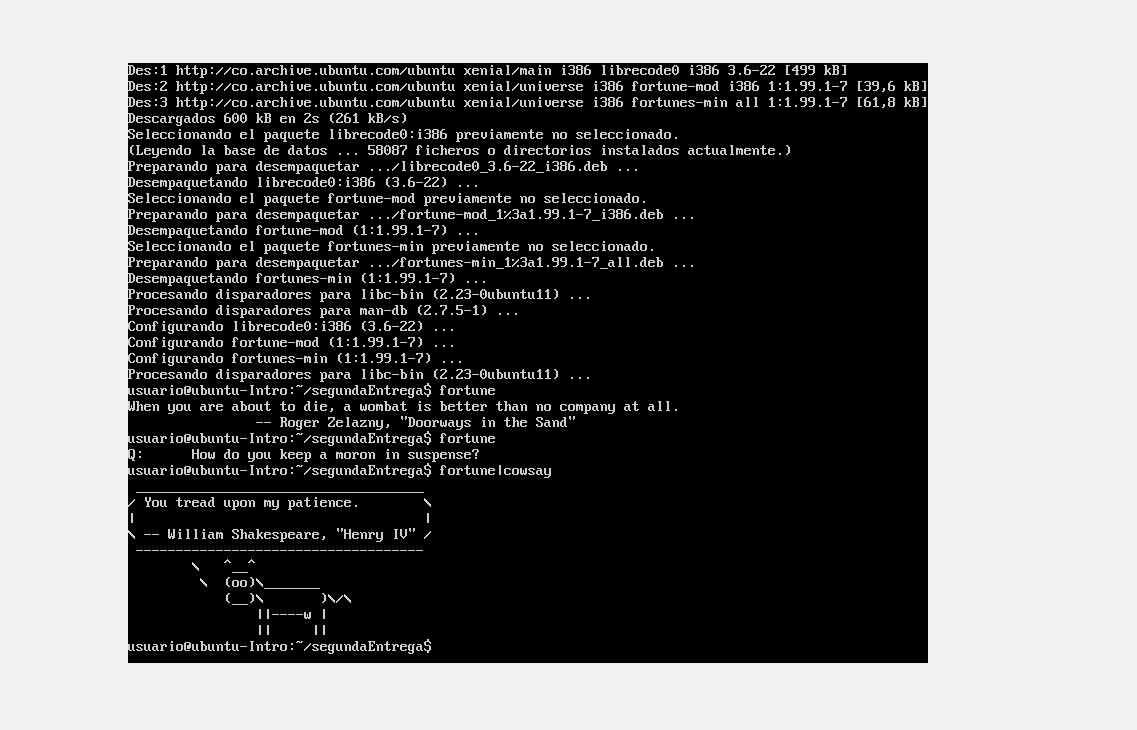 Des:1 http://co.archive.ubuntu.com/ubuntu xenial/main i386 librecode0 i386 3.6-22 [499 kB]
Des:2 http://co.archive.ubuntu.com/ubuntu xenial/universe i386 fortune-mod i386 1:1.99.1-7 [39,6 kB]
Des:3 http://co.archive.ubuntu.com/ubuntu xenial/universe i386 fortunes-min all 1:1.99.1-7 [61,8 kB]
Descargados 600 kB en 2s (261 kB/s)
Seleccionando el paquete librecode0:i386 previamente no seleccionado.
(Leyendo la base de datos ... 58087 ficheros o directorios instalados actualmente.)
Preparando para desempaquetar .../librecode0_3.6-22_i386.deb ...
Desempaquetando librecode0:i386 (3.6-22) ...
Seleccionando el paquete fortune-mod previamente no seleccionado.
Preparando para desempaquetar .../fortune-mod_1%3a1.99.1-7_i386.deb ...
Desempaquetando fortune-mod (1:1.99.1-7) ...
Seleccionando el paquete fortunes-min previamente no seleccionado.
Preparando para desempaquetar .../fortunes-min_1%3a1.99.1-7_all.deb ...
Desempaquetando fortunes-min (1:1.99.1-7) ...
Procesando disparadores para libc-bin (2.23-0ubuntu11) ...
Procesando disparadores para man-db (2.7.5-1) ...
Configurando librecode0:i386 (3.6-22) ...
Configurando fortune-mod (1:1.99.1-7) ...
Configurando fortunes-min (1:1.99.1-7) ...
Procesando disparadores para libc-bin (2.23-0ubuntu11) ...
usuario@ubuntu-Intro:~/segundaEntrega$ fortune
When you are about to die, a wombat is better than no company at all.
                -- Roger Zelazny, "Doorways in the Sand"
usuario@ubuntu-Intro:~/segundaEntrega$ fortune
Q:      How do you keep a moron in suspense?
usuario@ubuntu-Intro:~/segundaEntrega$ fortune|cowsay
 ____________________________________
/ You tread upon my patience.        \
|                                    |
\ -- William Shakespeare, "Henry IV" /
 ------------------------------------
        \   ^__^
         \  (oo)\_______
            (__)\       )\/\
                ||----w |
                ||     ||
usuario@ubuntu-Intro:~/segundaEntrega$